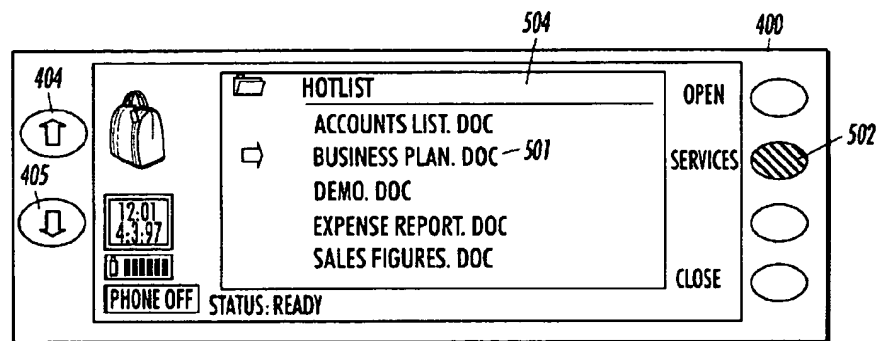 504
400
404
HOTLIST
OPEN
ACCOUNTS LIST. DOC
BUSINESS PLAN. DOC
501
SERVICES
502
405
DEMO. DOC
12:01
4:3:97
EXPENSE REPORT. DOC
SALES FIGURES. DOC
CLOSE
PHONE OFF
STATUS: READY